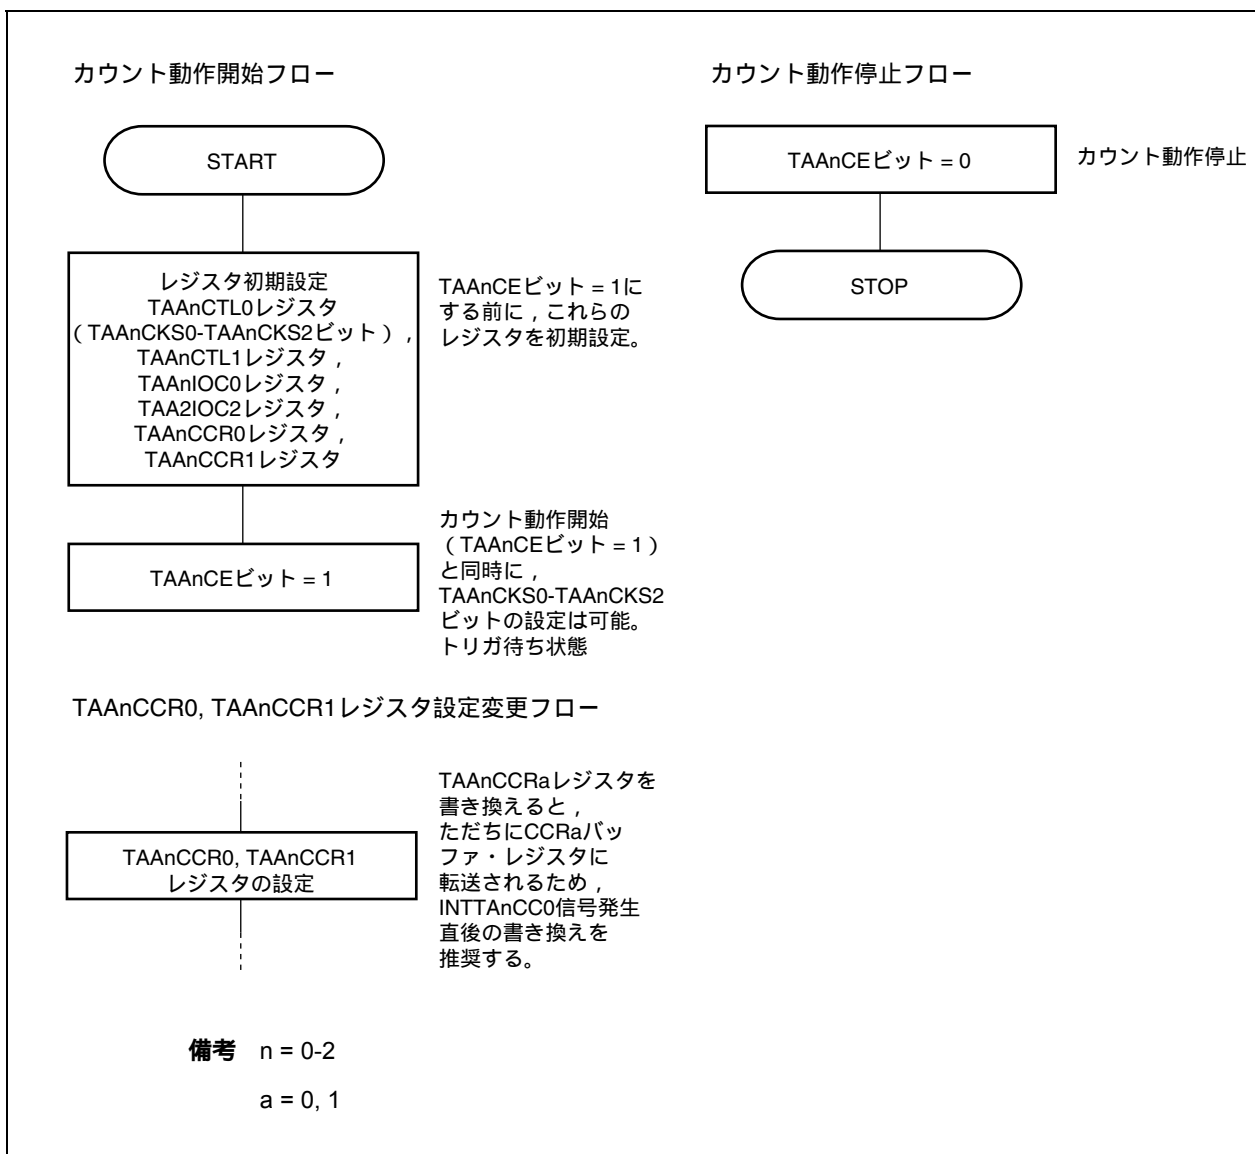 カウント動作開始フロー
START
レジスタ初期設定
TAAnCTL0レジスタ
（TAAnCKS0-TAAnCKS2ビット），
TAAnCTL1レジスタ，
TAAnIOC0レジスタ，
TAA2IOC2レジスタ，
TAAnCCR0レジスタ，
TAAnCCR1レジスタ
TAAnCEビット = 1に
する前に，これらの
レジスタを初期設定。
TAAnCEビット = 1
カウント動作開始
（TAAnCEビット = 1）
と同時に，
TAAnCKS0-TAAnCKS2
ビットの設定は可能。
トリガ待ち状態
カウント動作停止フロー
TAAnCEビット = 0
カウント動作停止
STOP
TAAnCCR0, TAAnCCR1レジスタ設定変更フロー
TAAnCCR0, TAAnCCR1
レジスタの設定
TAAnCCRaレジスタを
書き換えると，
ただちにCCRaバッ
ファ・レジスタに
転送されるため，
INTTAnCC0信号発生
直後の書き換えを
推奨する。
備考 n = 0-2
a = 0, 1